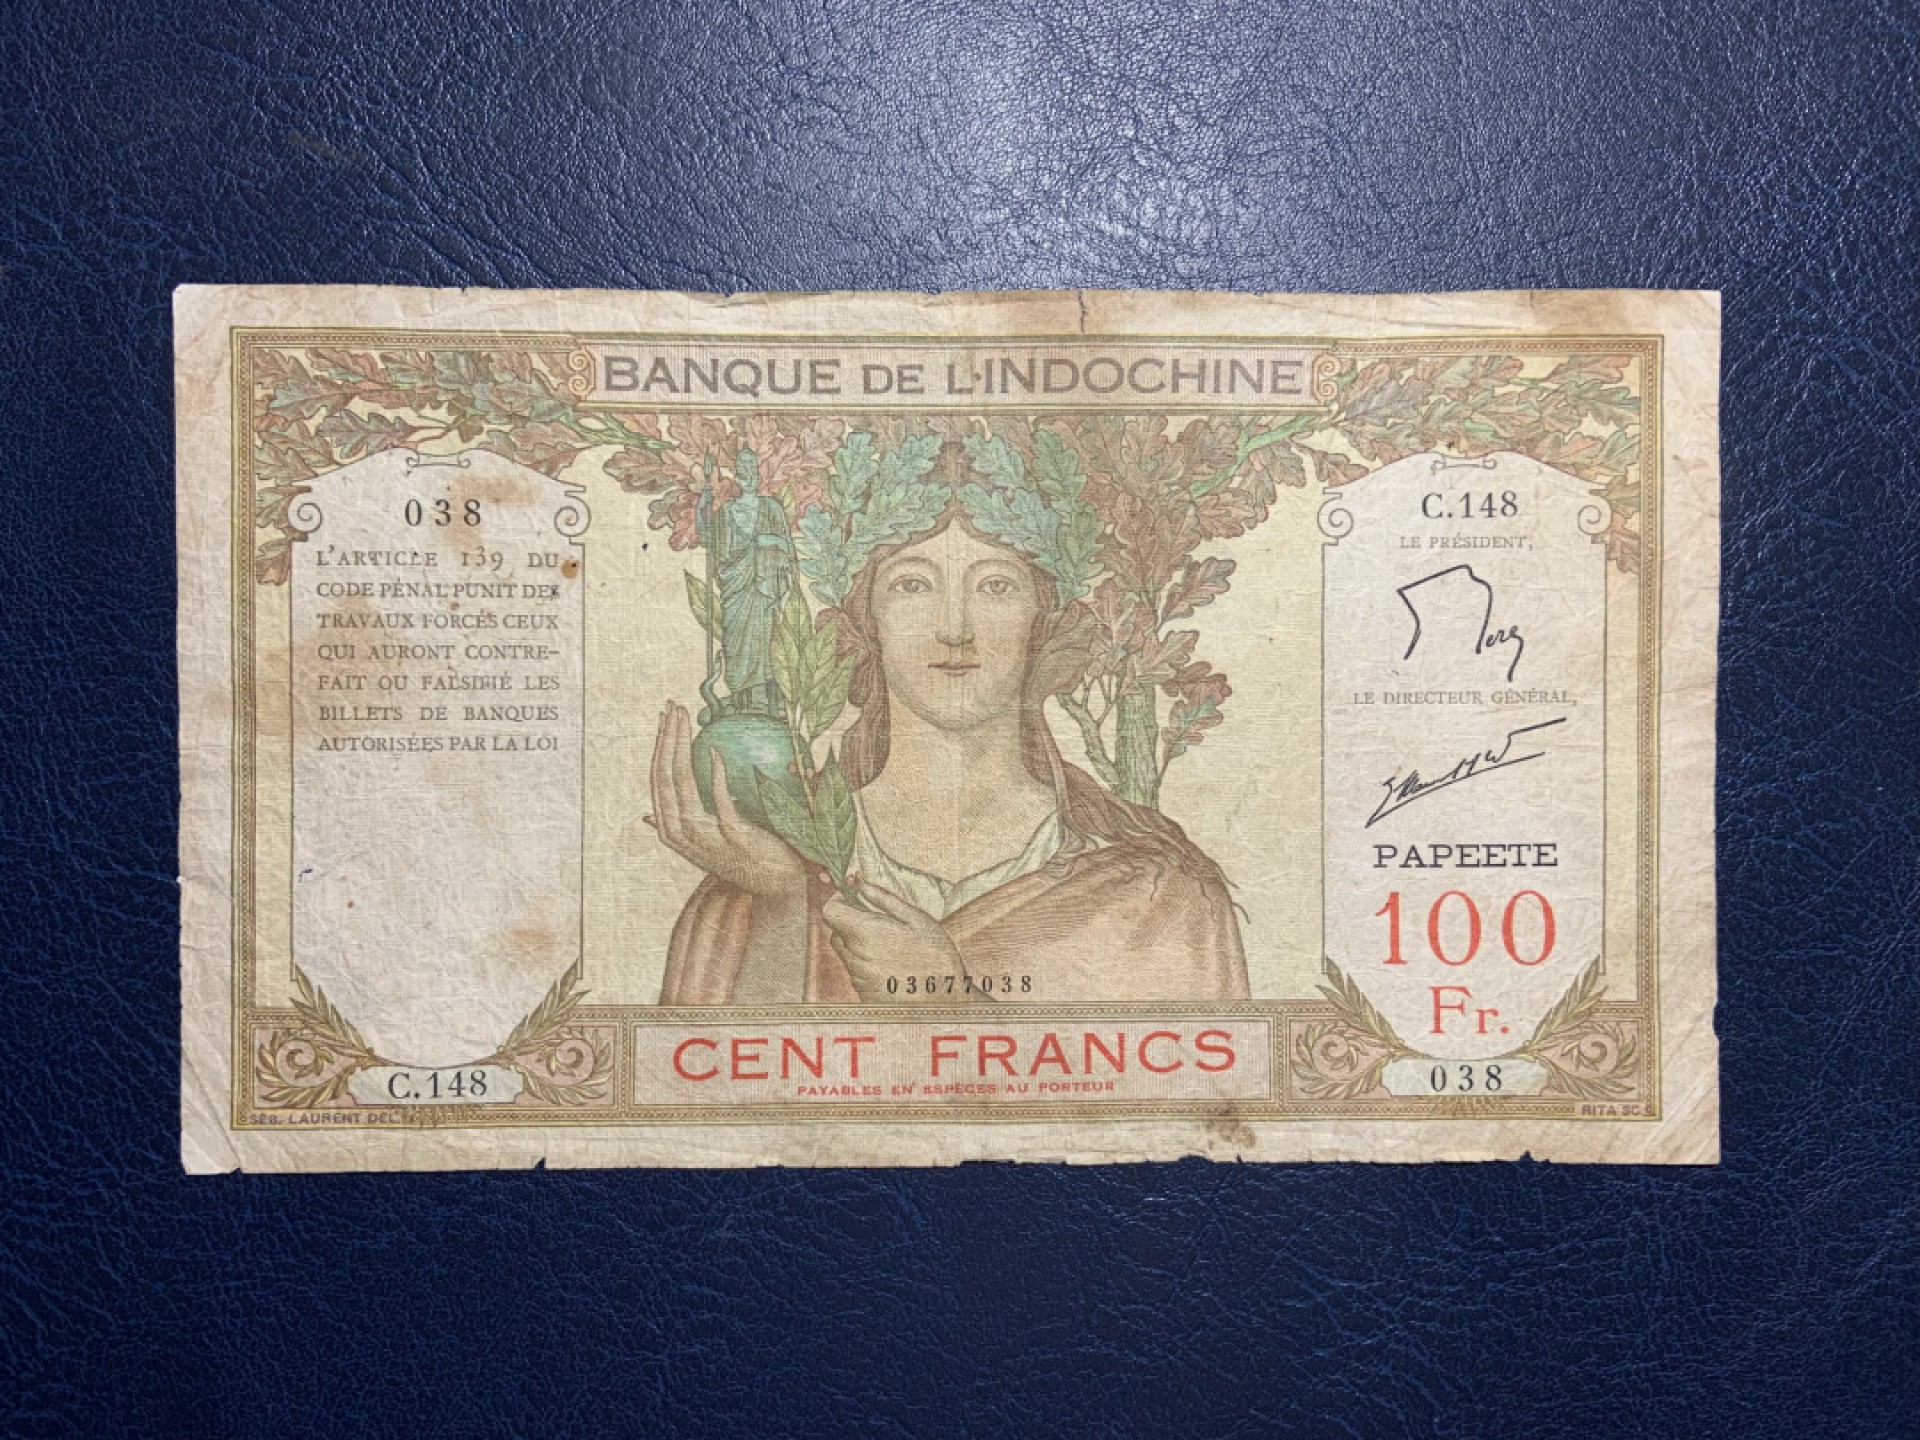 BANQUE DE L'INDOCHINE
038
L'ARTICLE 139 DU
CODE PÉNAL PUNIT DES
TRAVAUX FORCÉS CEUX
QUI AURONT CONTRE-
FAIT OU FALSIFIÉ LES
BILLETS DE BANQUES
AUTORISÉES PAR LA LOI
C.148
LE PRÉSIDENT,
LE DIRECTEUR GÉNÉRAL,
PAPEETE
100
Fr.
03677038
CENT FRANCS
PAYABLES EN ESPÈCES AU PORTEUR
C.148
038
SÉB. LAURENT DEL.
RITA SC